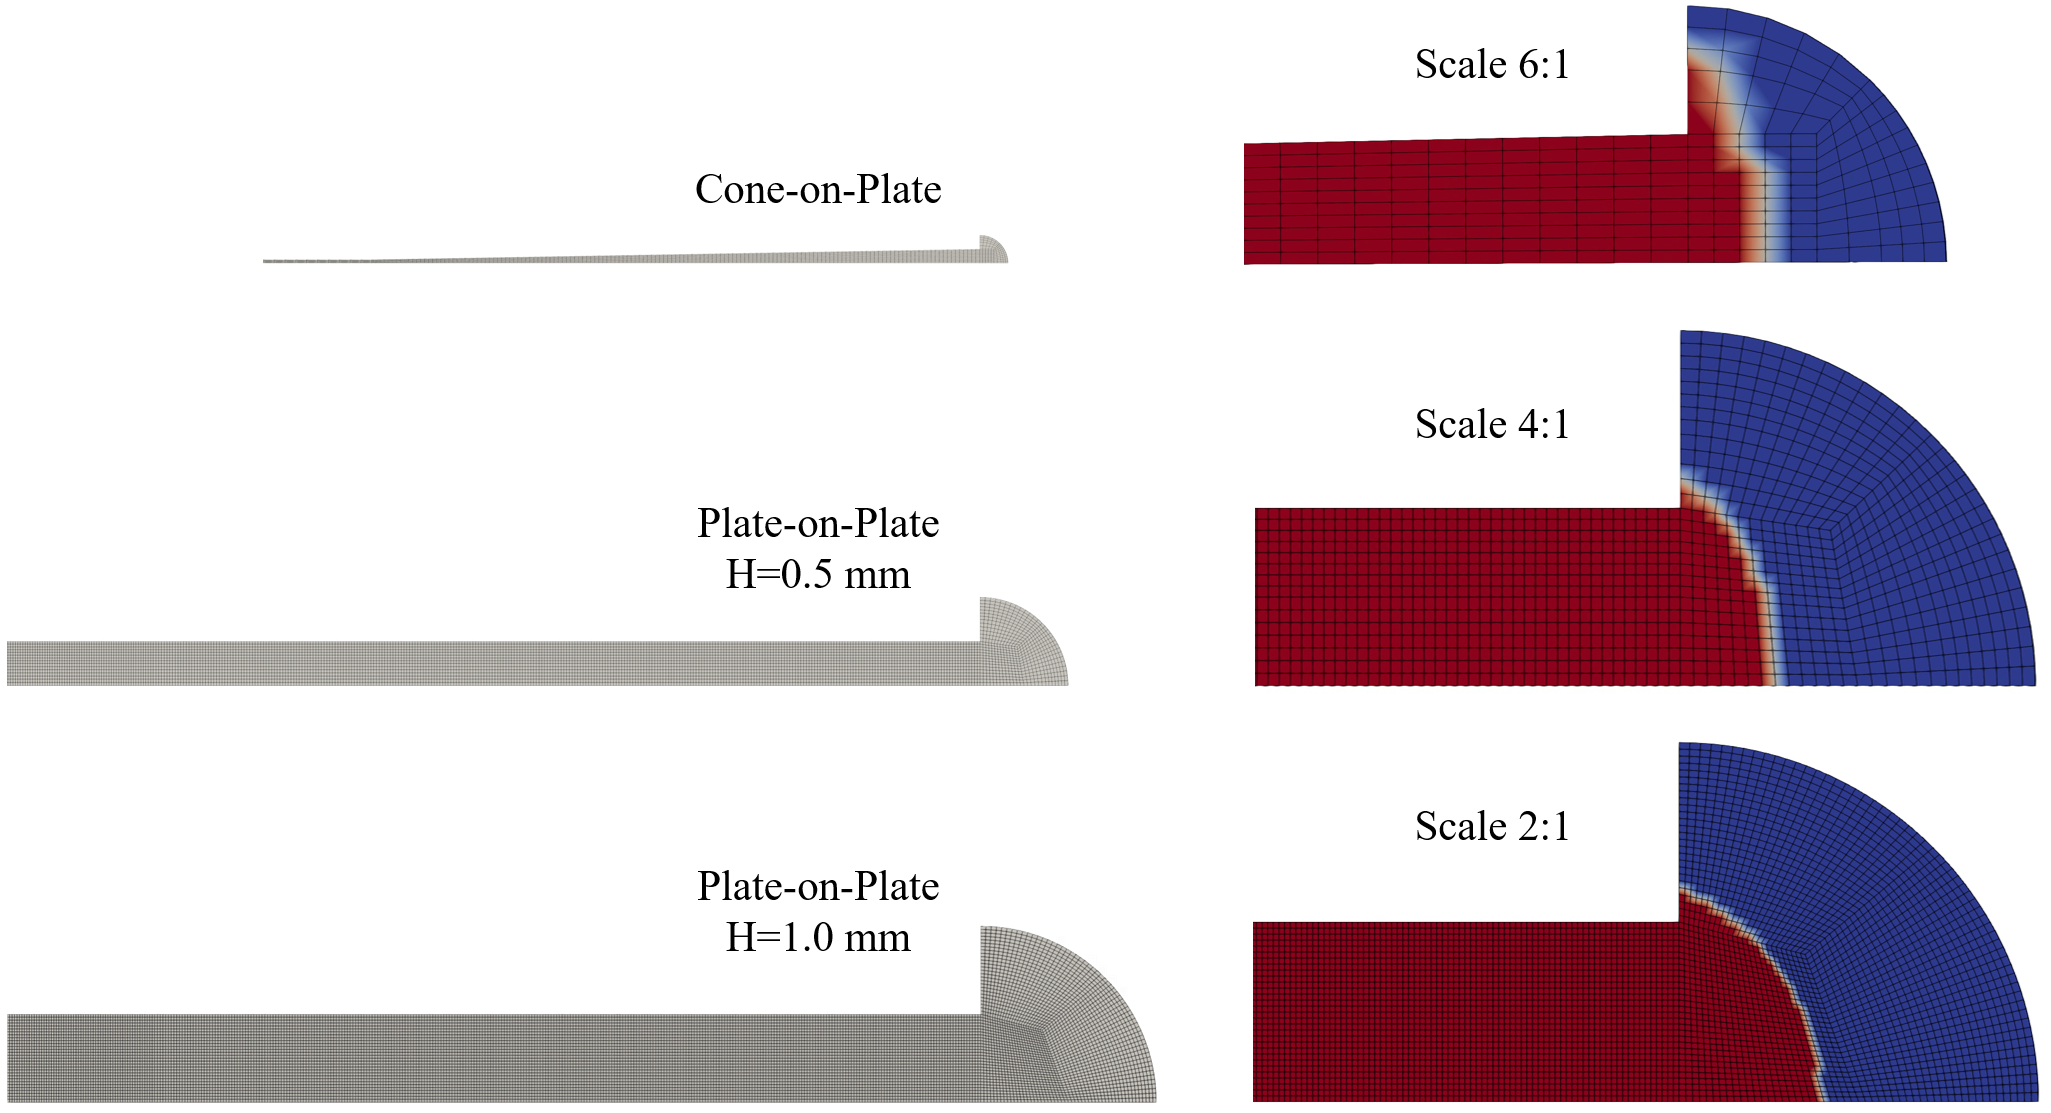 Scale 6:1
Cone-on-Plate
Scale 4:1
Plate-on-Plate
H=0.5 mm
Scale 2:1
Plate-on-Plate
H=1.0 mm